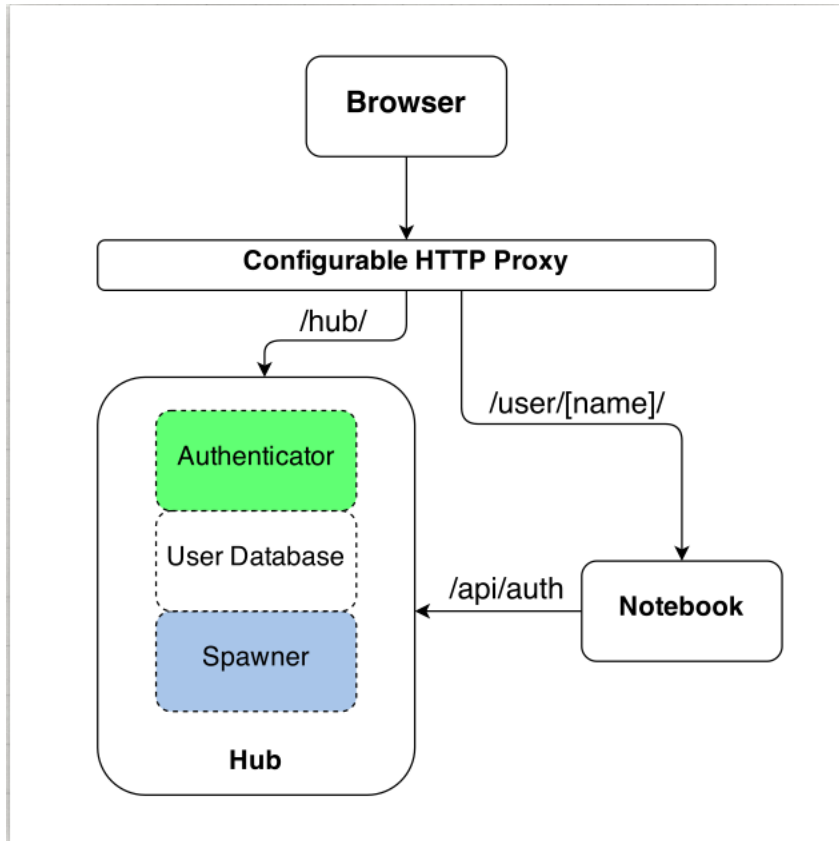 Browser
Configurable HTTP Proxy
/hub/
/user/[name]/
Authenticator
User Database
/api/auth
Notebook
Spawner
Hub